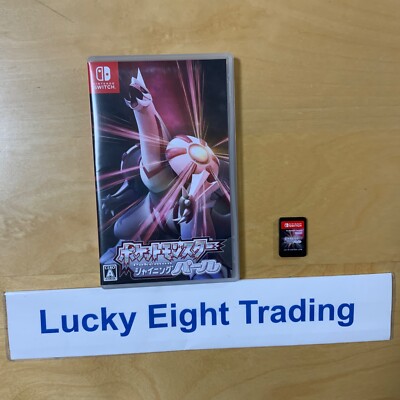 NINTENDO
SWITCH
ポケットモンスター
シャイニング
パール
A
Lucky Eight Trading